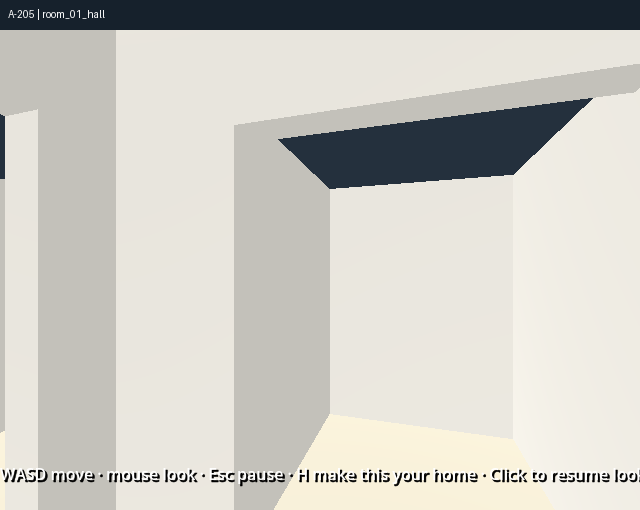 A-205 | room_01_hall
WASD move · mouse look · Esc pause · H make this your home · Click to resume